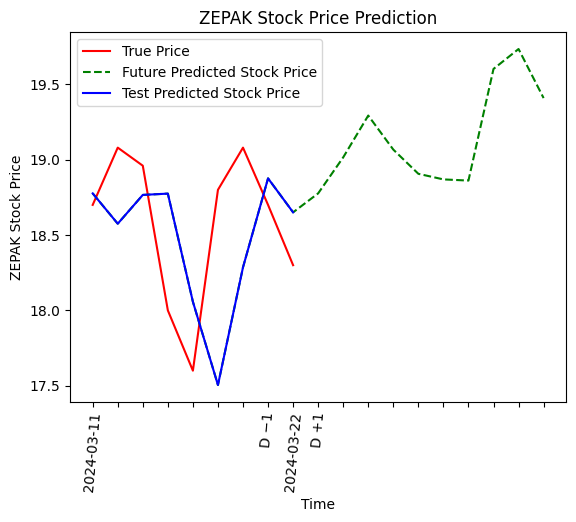 ZEPAK Stock Price Prediction
True Price
Future Predicted Stock Price
Test Predicted Stock Price
ZEPAK Stock Price
19.5
19.0
18.5
18.0
17.5
2024-03-11
D −1
2024-03-22
D +1
Time